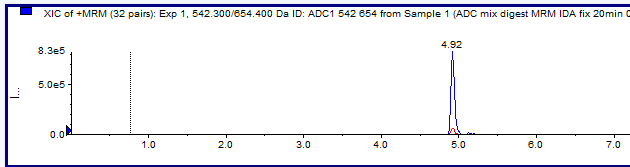 XIC of +MRM (32 pairs): Exp 1, 542.300/654.400 Da ID: ADC1 542 654 from Sample 1 (ADC mix digest MRM IDA fix 20min
8.3e5
4.92
5.0e5
I...
0.0
1.0 2.0 3.0 4.0 5.0 6.0 7.0